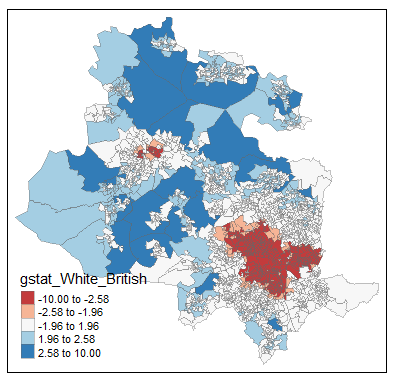 gstat_White_British
-10.00 to -2.58
-2.58 to -1.96
-1.96 to 1.96
1.96 to 2.58
2.58 to 10.00